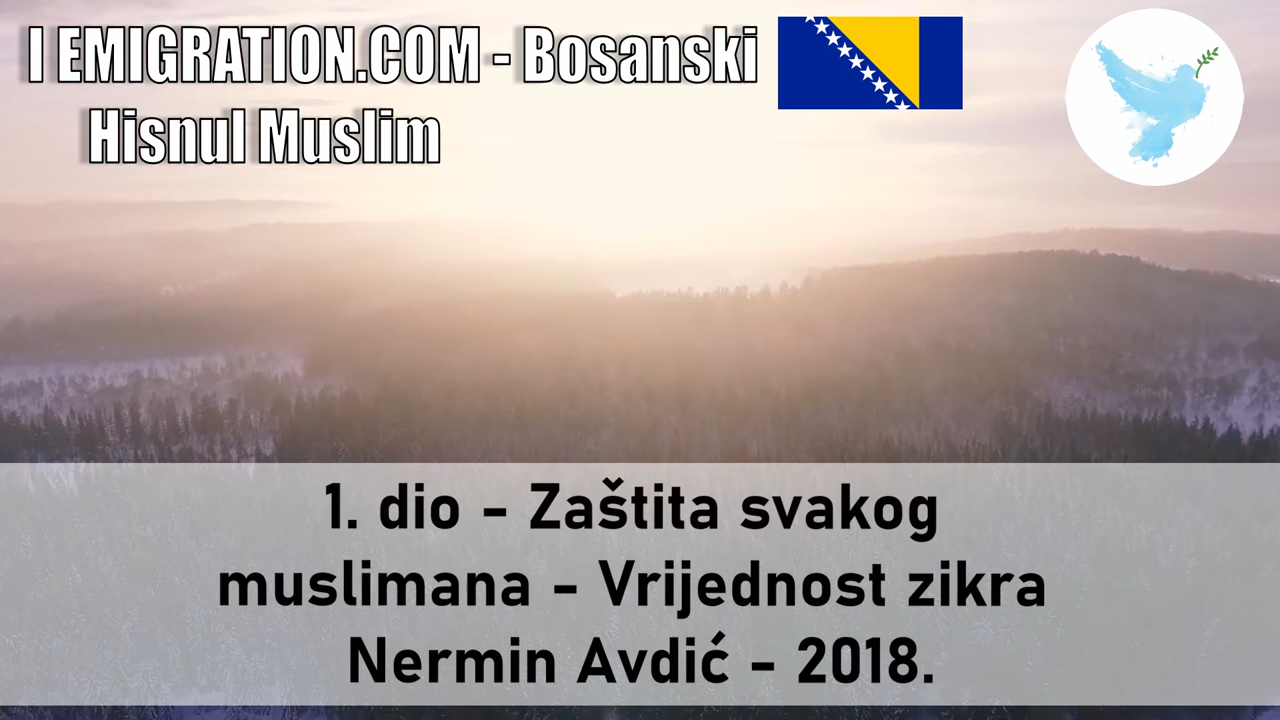 I EMIGRATION.COM - Bosanski
Hisnul Muslim
1. dio - Zaštita svakog
muslimana - Vrijednost zikra
Nermin Avdić - 2018.